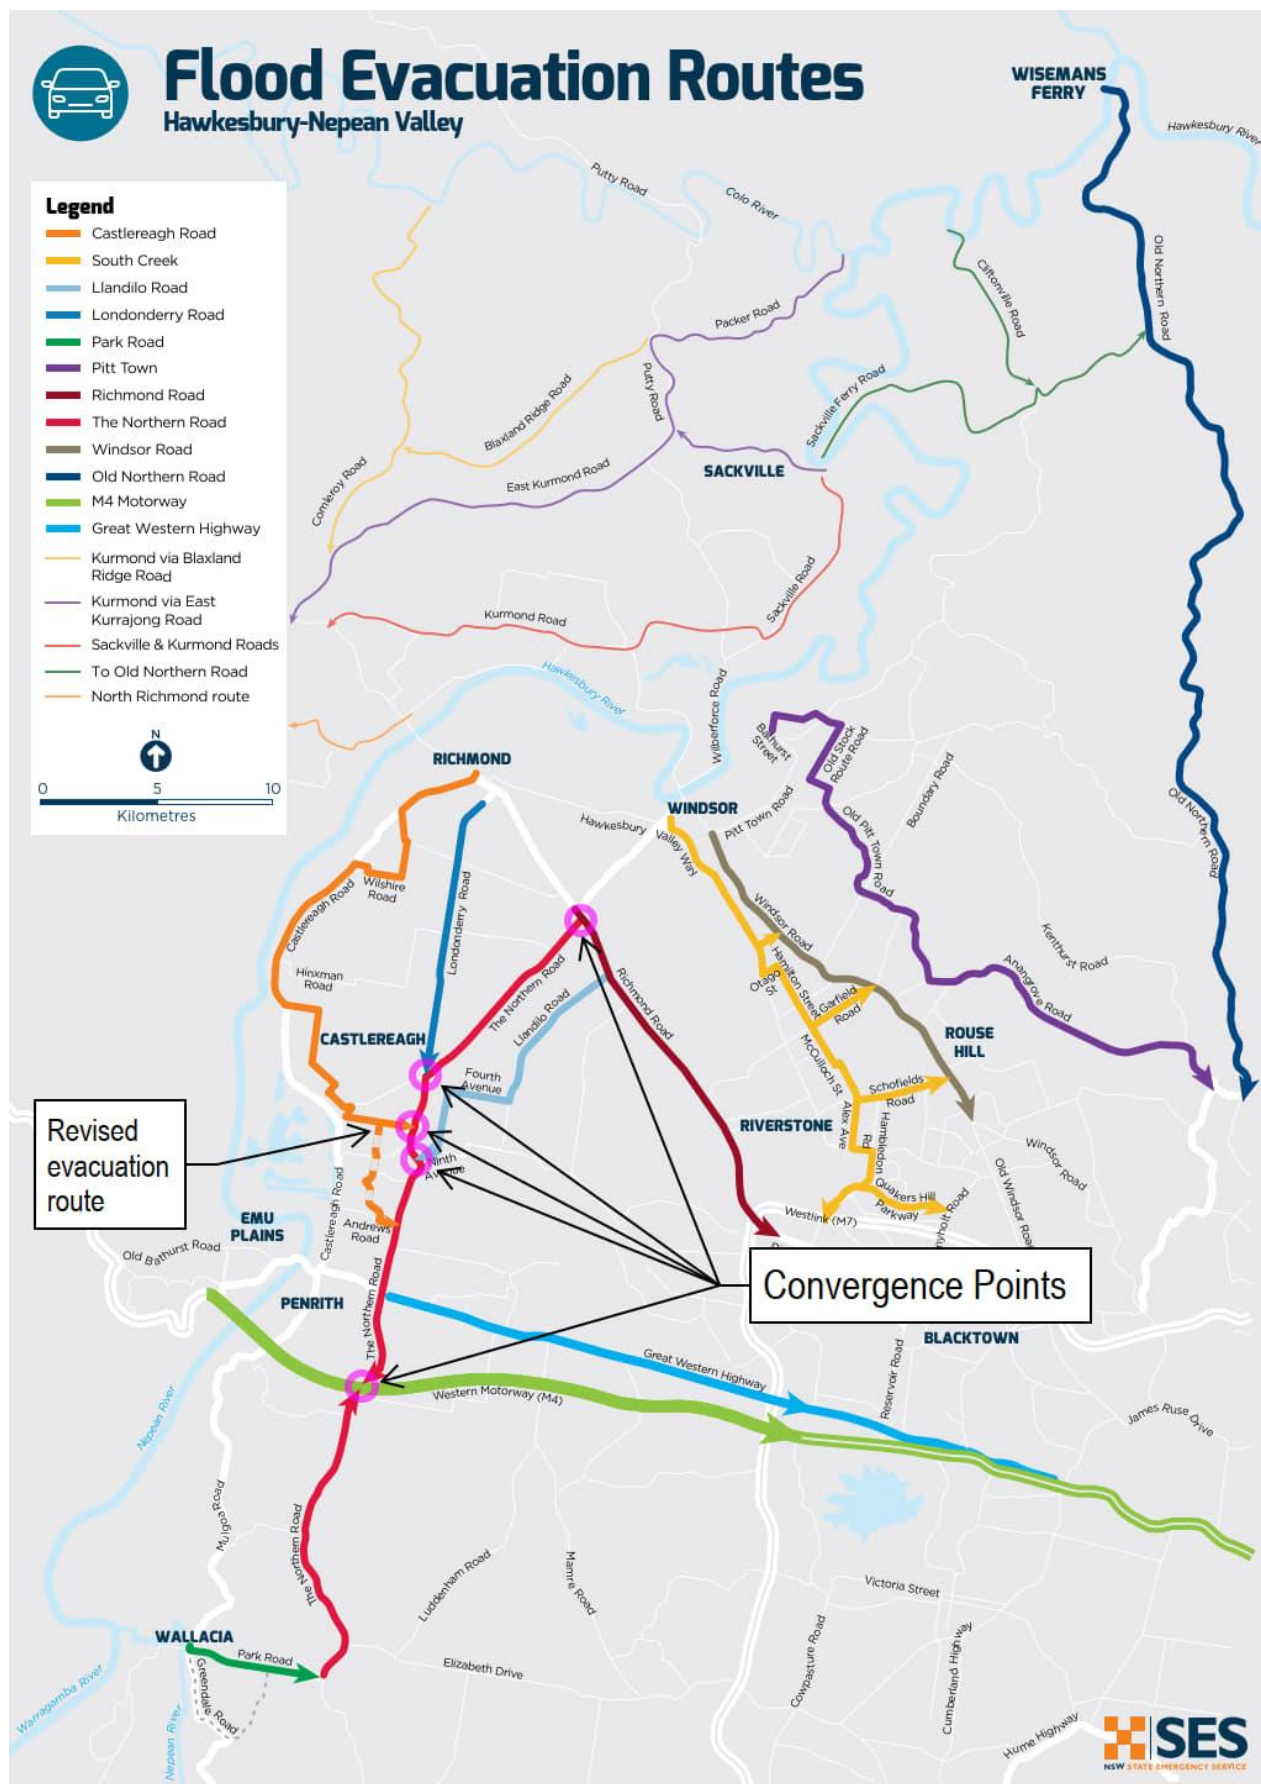 Flood Evacuation Routes
Hawkesbury-Nepean Valley
WISEMANS
FERRY
Hawkesbury River
Putty Road
Colo River
Legend
Castlereagh Road
South Creek
Llandilo Road
Londonderry Road
Park Road
Pitt Town
Richmond Road
The Northern Road
Windsor Road
Old Northern Road
M4 Motorway
Great Western Highway
Kurmond via Blaxland
Ridge Road
Kurmond via East
Kurrajong Road
Sackville & Kurmond Roads
To Old Northern Road
North Richmond route
N
0 5 10
Kilometres
Old Northern Road
Cliftonville Road
Packer Road
Putty Road
Blaxland Ridge Road
Sackville Ferry Road
SACKVILLE
East Kurmond Road
Comleroy Road
Sackville Road
Kurmond Road
Hawkesbury River
Wilberforce Road
Bathurst
Street
Old Stock
Route Road
RICHMOND
WINDSOR
Hawkesbury Valley Way
Pitt Town Road
Boundary Road
Old Pitt Town Road
Old Northern Road
Castlereagh Road
Wilshire
Road
Londonderry Road
Windsor Road
Kenthurst Road
Annangrove Road
Hinxman
Road
The Northern Road
Llandilo Road
Richmond Road
Otago
St
Hamilton Street
Garfield
Road
ROUSE
HILL
CASTLEREAGH
Fourth
Avenue
McCulloch St
Schofields
Road
RIVERSTONE
Alex Ave
Hambledon
Rd
Revised
evacuation
route
Ninth
Avenue
Windsor Road
Old Windsor Road
Quakers Hill
Parkway
Westlink (M7)
EMU
PLAINS
Castlereagh Road
Andrews
Road
Old Bathurst Road
The Northern Road
Convergence Points
PENRITH
BLACKTOWN
Great Western Highway
Reservoir Road
Western Motorway (M4)
James Ruse Drive
Nepean River
Mulgoa Road
The Northern Road
Luddenham Road
Mamre Road
Victoria Street
WALLACIA
Park Road
Elizabeth Drive
Cowpasture Road
Cumberland Highway
Greendale Road
Warragamba River
Nepean River
Hume Highway
SES
NSW STATE EMERGENCY SERVICE